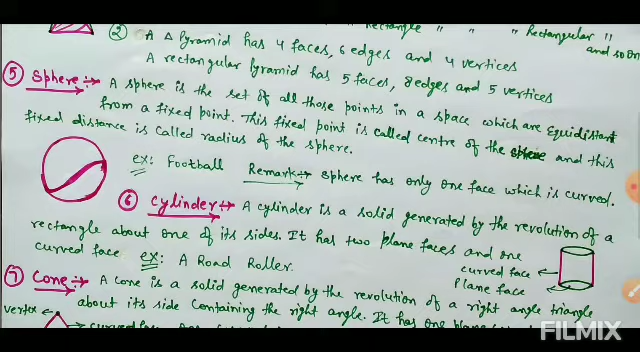 " " Rectangle " " Rectangular "
② A △ Pyramid has 4 faces, 6 edges and 4 vertices and so on
A rectangular Pyramid has 5 faces, 8 edges and 5 vertices
⑤ Sphere:→ A sphere is the set of all those points in a space which are equidistant
from a fixed point. This fixed point is called centre of the sphere and this
fixed distance is called radius of the sphere.
ex: Football Remark→ sphere has only one face which is curved.
⑥ Cylinder:→ A cylinder is a solid generated by the revolution of a
rectangle about one of its sides. It has two plane faces and one
curved face. ex: A Road Roller.
curved face ←
Plane face ←
⑦ Cone:→ A cone is a solid generated by the revolution of a right angle triangle
about its side containing the right angle. It has one plane
vertex ←
FILMIX